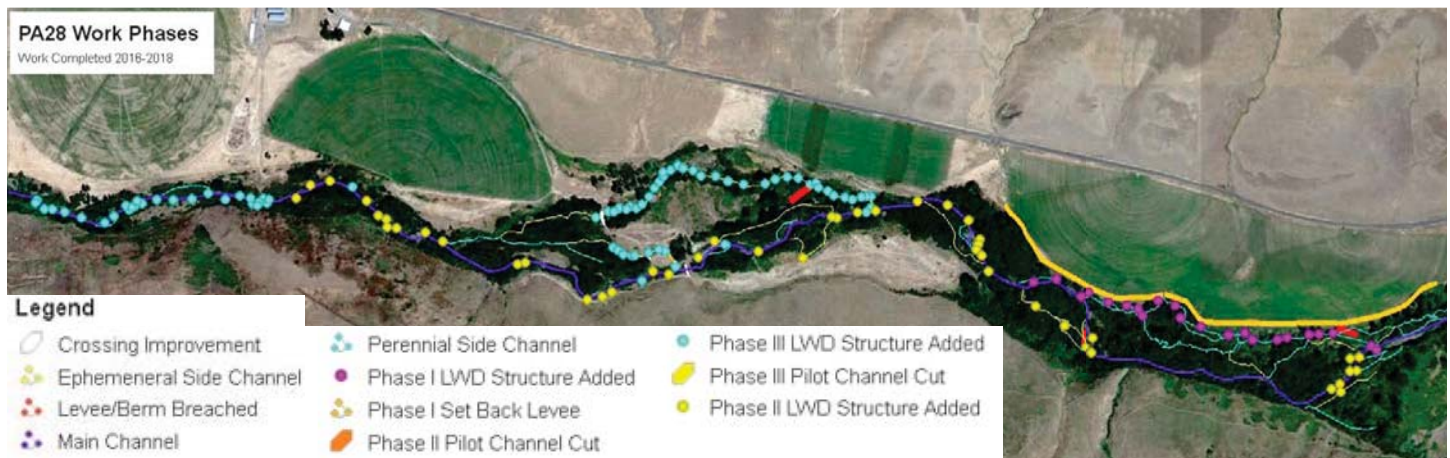 PA28 Work Phases
Work Completed 2016-2018
Legend
Crossing Improvement
Ephemeneral Side Channel
Levee/Berm Breached
Main Channel
Perennial Side Channel
Phase I LWD Structure Added
Phase I Set Back Levee
Phase II Pilot Channel Cut
Phase III LWD Structure Added
Phase III Pilot Channel Cut
Phase II LWD Structure Added